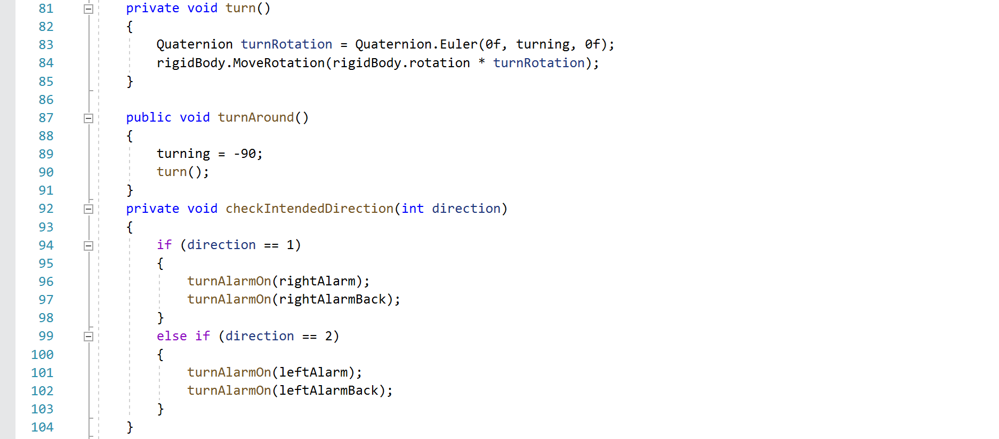 81 private void turn()
82 {
83 Quaternion turnRotation = Quaternion.Euler(0f, turning, 0f);
84 rigidBody.MoveRotation(rigidBody.rotation * turnRotation);
85 }
86
87 public void turnAround()
88 {
89 turning = -90;
90 turn();
91 }
92 private void checkIntendedDirection(int direction)
93 {
94 if (direction == 1)
95 {
96 turnAlarmOn(rightAlarm);
97 turnAlarmOn(rightAlarmBack);
98 }
99 else if (direction == 2)
100 {
101 turnAlarmOn(leftAlarm);
102 turnAlarmOn(leftAlarmBack);
103 }
104 }